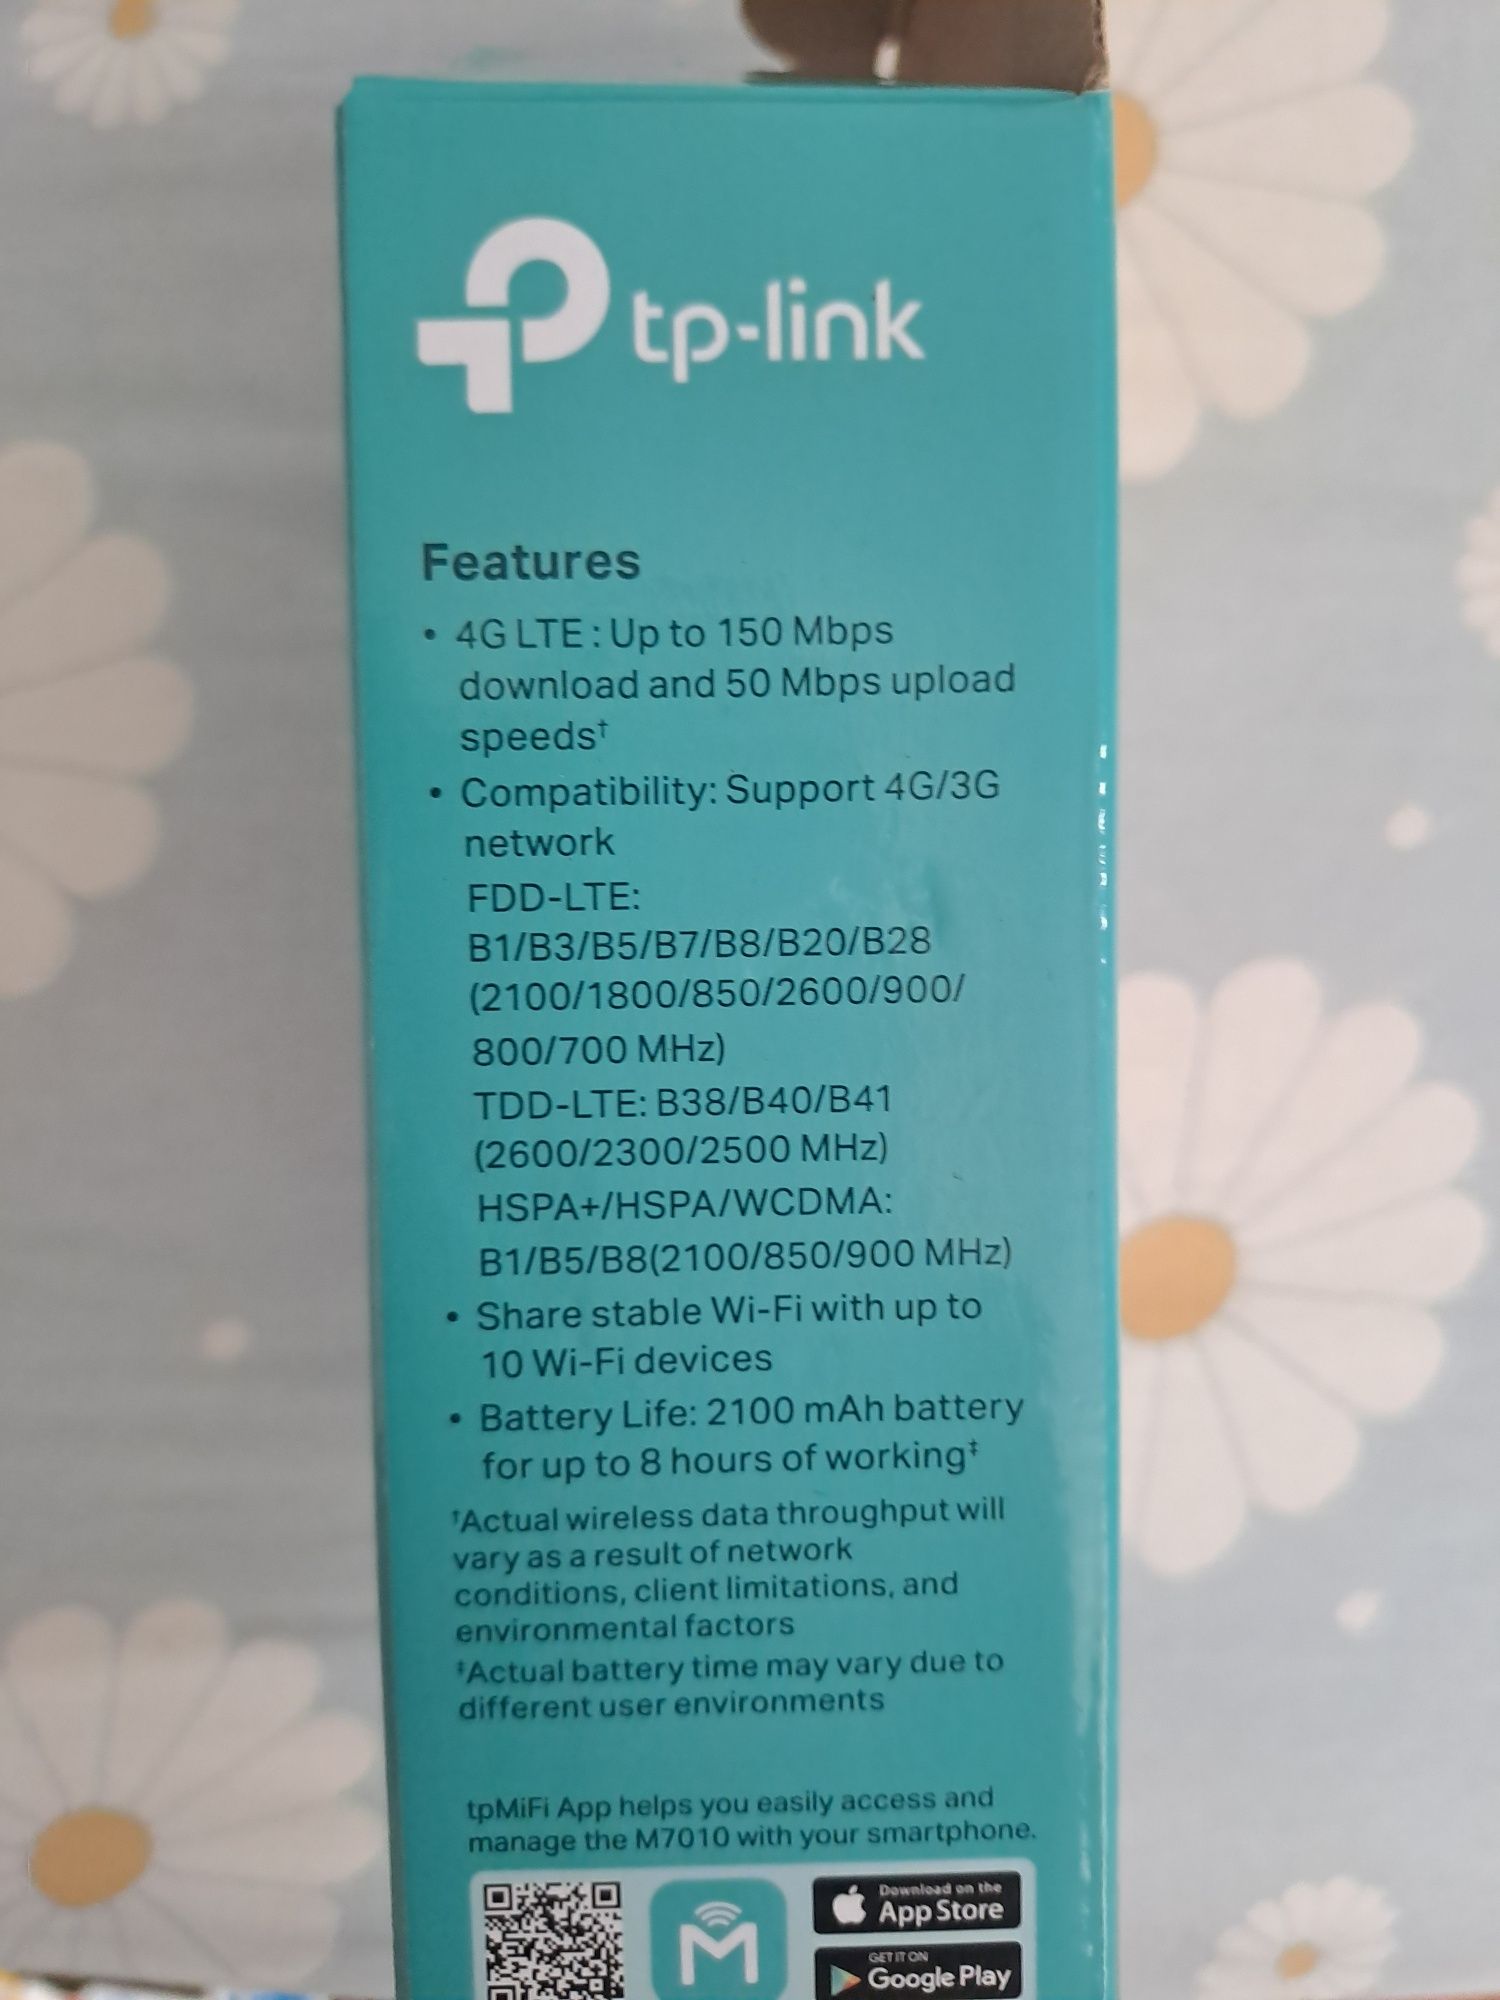 tp-link
Features
• 4G LTE : Up to 150 Mbps
download and 50 Mbps upload
speeds†
• Compatibility: Support 4G/3G
network
FDD-LTE:
B1/B3/B5/B7/B8/B20/B28
(2100/1800/850/2600/900/
800/700 MHz)
TDD-LTE: B38/B40/B41
(2600/2300/2500 MHz)
HSPA+/HSPA/WCDMA:
B1/B5/B8(2100/850/900 MHz)
• Share stable Wi-Fi with up to
10 Wi-Fi devices
• Battery Life: 2100 mAh battery
for up to 8 hours of working‡
†Actual wireless data throughput will
vary as a result of network
conditions, client limitations, and
environmental factors
‡Actual battery time may vary due to
different user environments
tpMiFi App helps you easily access and
manage the M7010 with your smartphone.
M
Download on the
App Store
GET IT ON
Google Play